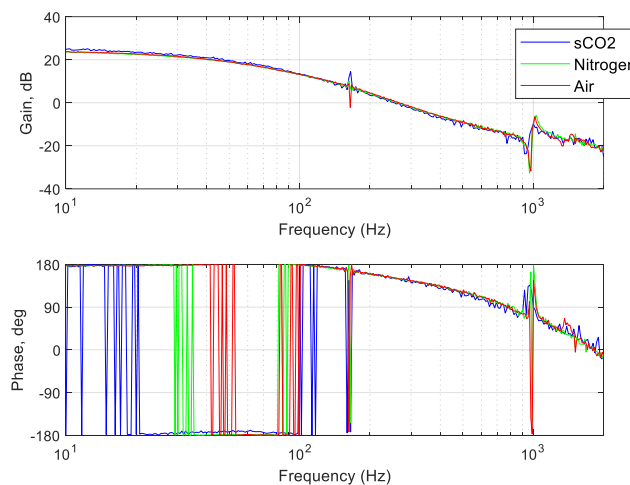 40
20
0
-20
-40
Gain, dB
sCO2
Nitrogen
Air
10^1
10^2
10^3
Frequency (Hz)
180
90
0
-90
-180
Phase, deg
10^1
10^2
10^3
Frequency (Hz)